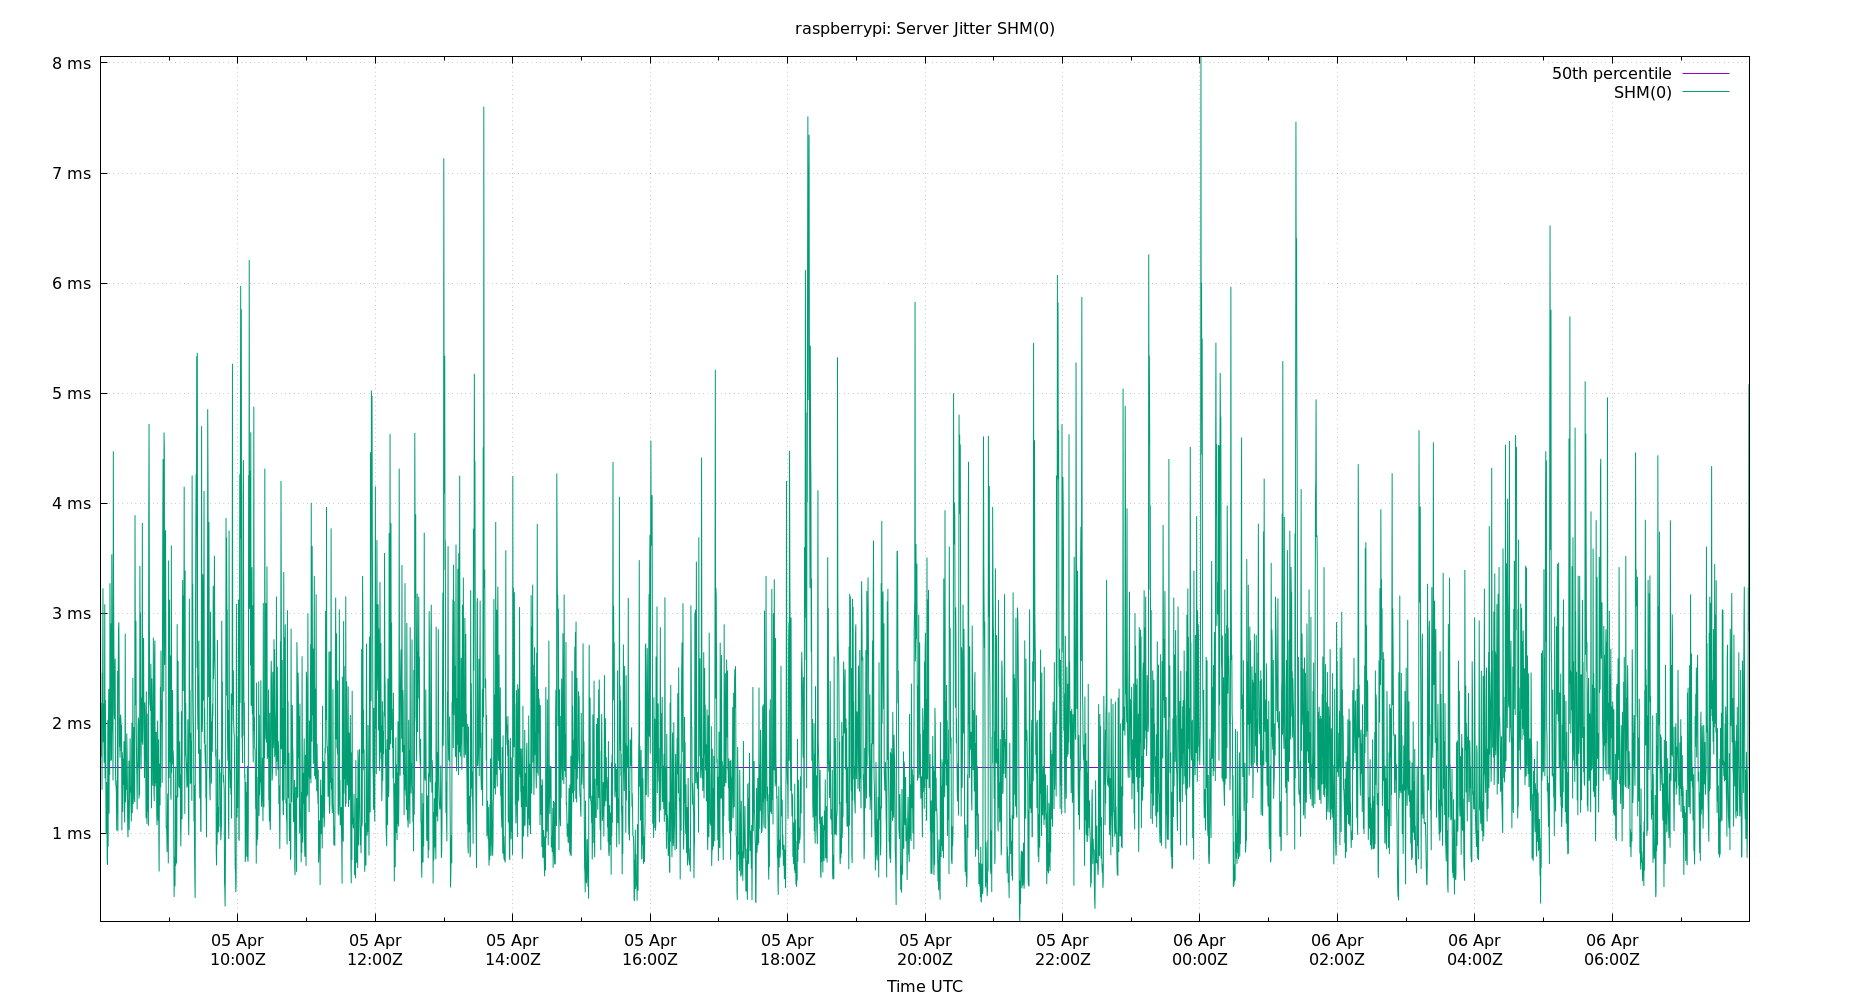 raspberrypi: Server Jitter SHM(0)
8 ms
7 ms
6 ms
5 ms
4 ms
3 ms
2 ms
1 ms
50th percentile
SHM(0)
05 Apr
10:00Z
05 Apr
12:00Z
05 Apr
14:00Z
05 Apr
16:00Z
05 Apr
18:00Z
05 Apr
20:00Z
05 Apr
22:00Z
06 Apr
00:00Z
06 Apr
02:00Z
06 Apr
04:00Z
06 Apr
06:00Z
Time UTC